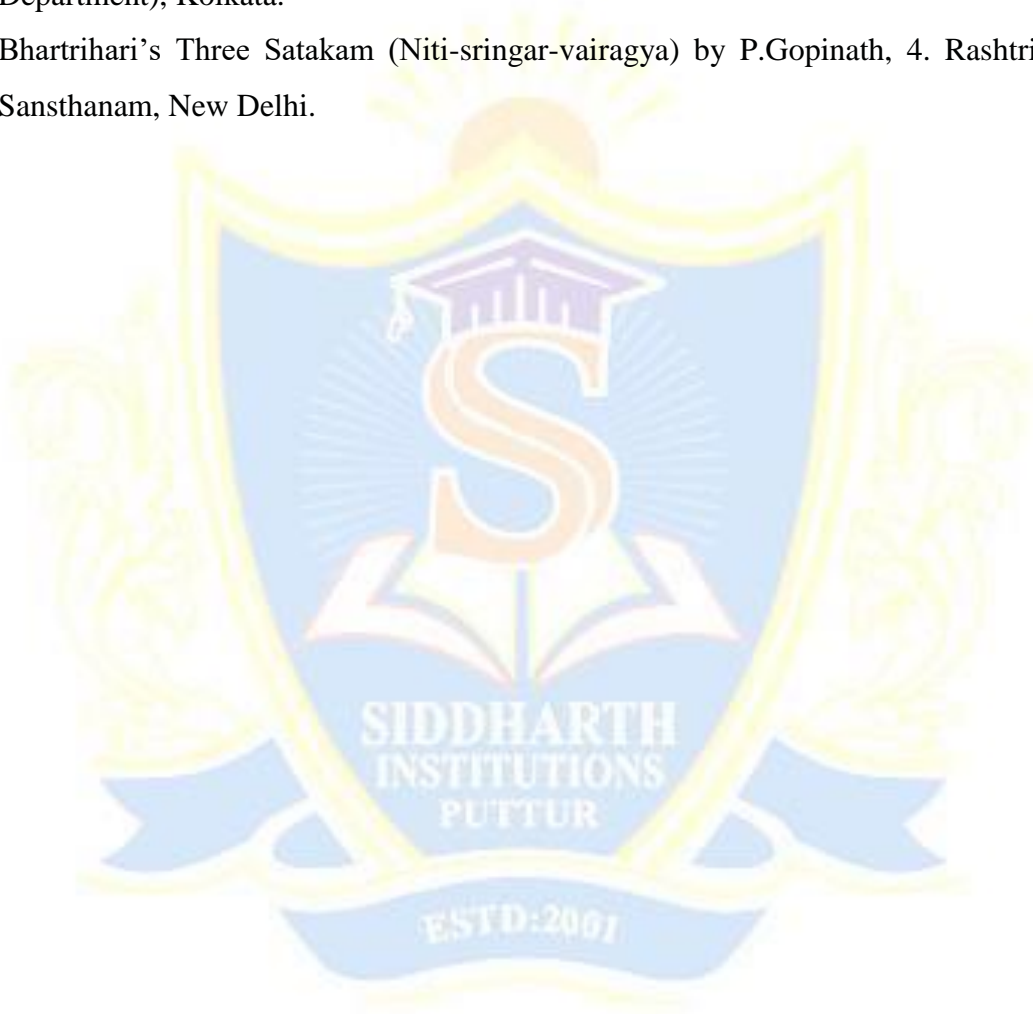 Department), Kolkata.
Bhartrihari's Three Satakam (Niti-sringar-vairagya) by P.Gopinath, 4. Rashtri
Sansthanam, New Delhi.
S
SIDDHARTH
INSTITUTIONS
PUTTUR
ESTD:2001